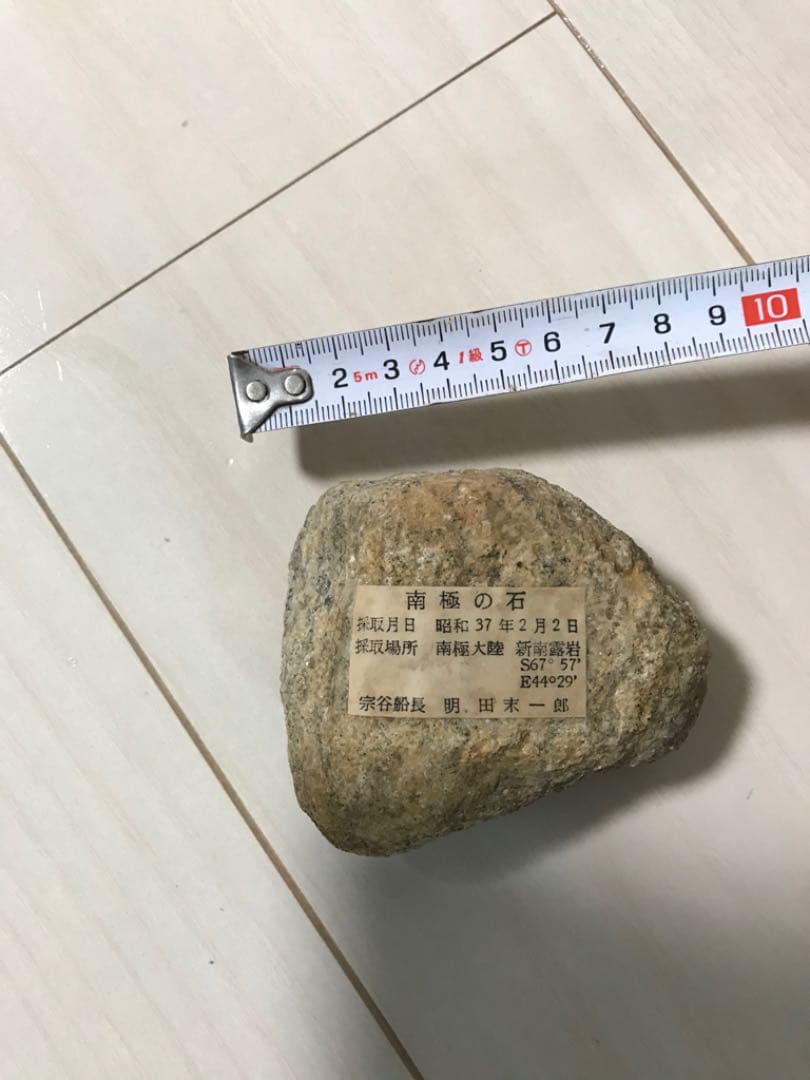 2 5m 3 4 1級 5 6 7 8 9 10
南極の石
採取月日 昭和37年2月2日
採取場所 南極大陸 新南露岩
S67°57'
E44°29'
宗谷船長 明田末一郎